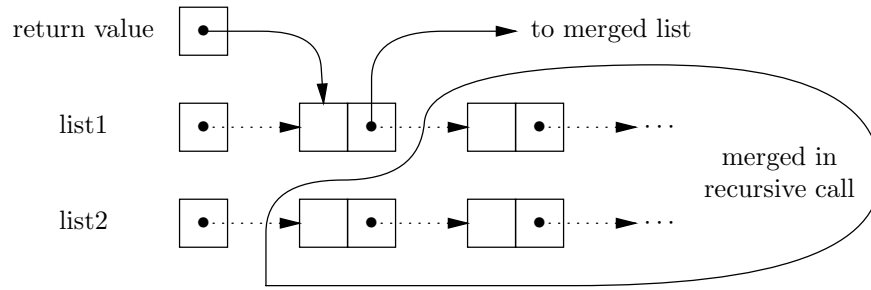 return value
to merged list
list1
· · ·
merged in
recursive call
list2
· · ·